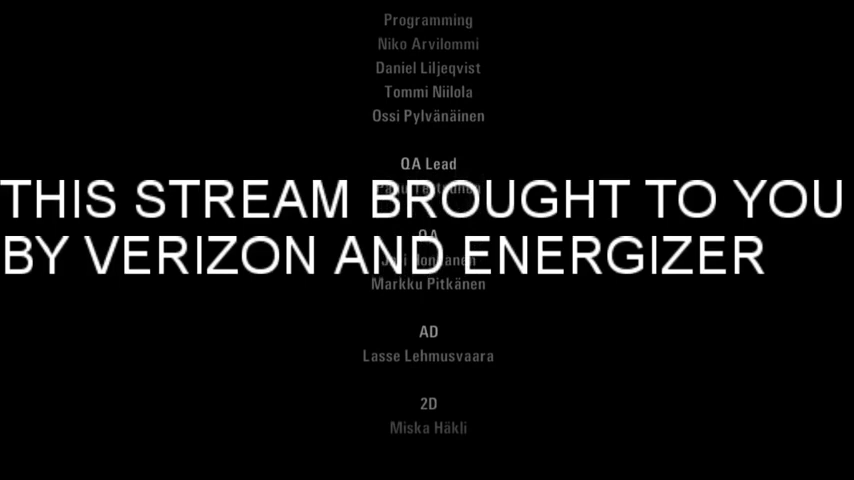 Programming
Niko Arvilommi
Daniel Liljeqvist
Tommi Niilola
Ossi Pylvänäinen
QA Lead
THIS STREAM BROUGHT TO YOU
QA
BY VERIZON AND ENERGIZER
Markku Pitkänen
AD
Lasse Lehmusvaara
2D
Miska Häkli